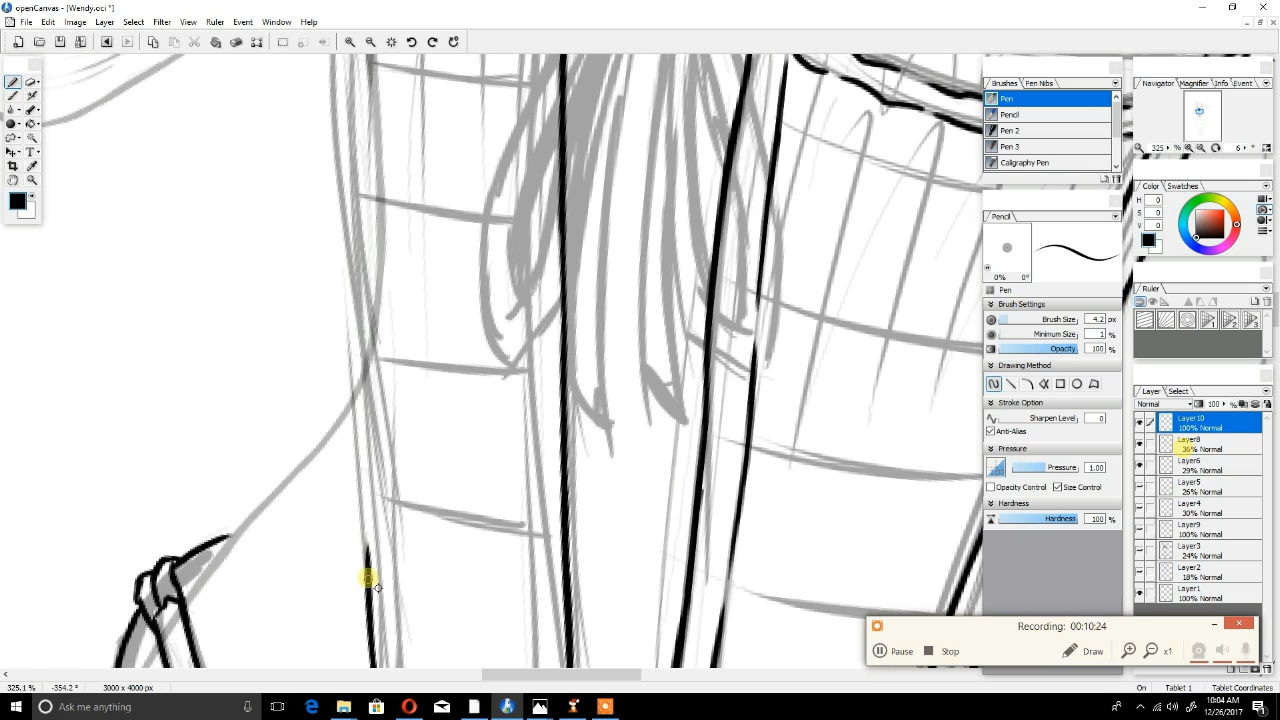 openCanvas - [Wendy.oci *]
File Edit Image Layer Select Filter View Ruler Event Window Help
Brushes Pen Nibs
Pen
Pencil
Pen 2
Pen 3
Caligraphy Pen
Pencil
0% 0°
Pen
Brush Settings
Brush Size 4.2 px
Minimum Size 1 %
Opacity 100 %
Drawing Method
Stroke Option
Sharpen Level 0
Anti-Alias
Pressure
1.00 Pressure 1.00
Opacity Control Size Control
Hardness
Hardness 100 %
Navigator Magnifier Info Event
325 % 6 °
Color Swatches
H 0
S 0
V 0
Ruler
1 2 3
Layer Select
Normal 100 %
Layer10
100% Normal
Layer8
36% Normal
Layer6
29% Normal
Layer5
26% Normal
Layer4
30% Normal
Layer9
100% Normal
Layer3
24% Normal
Layer2
18% Normal
Layer1
100% Normal
Recording: 00:10:24
Pause Stop Draw x1
325.1 % -354.2 ° 3000 x 4000 px
On Tablet 1 Tablet Coordinates
Ask me anything
10:04 AM
12/26/2017